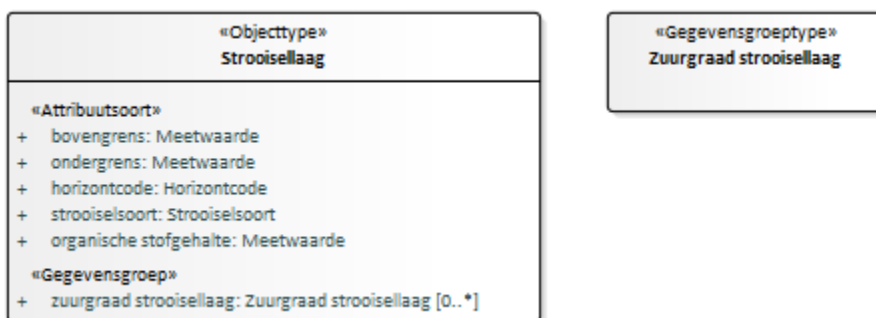 «Objecttype»
Strooisellaag
«Attribuutsoort»
+ bovengrens: Meetwaarde
+ ondergrens: Meetwaarde
+ horizontcode: Horizontcode
+ strooiselsoort: Strooiselsoort
+ organische stofgehalte: Meetwaarde
«Gegevensgroep»
+ zuurgraad strooisellaag: Zuurgraad strooisellaag [0..*]
«Gegevensgroeptype»
Zuurgraad strooisellaag